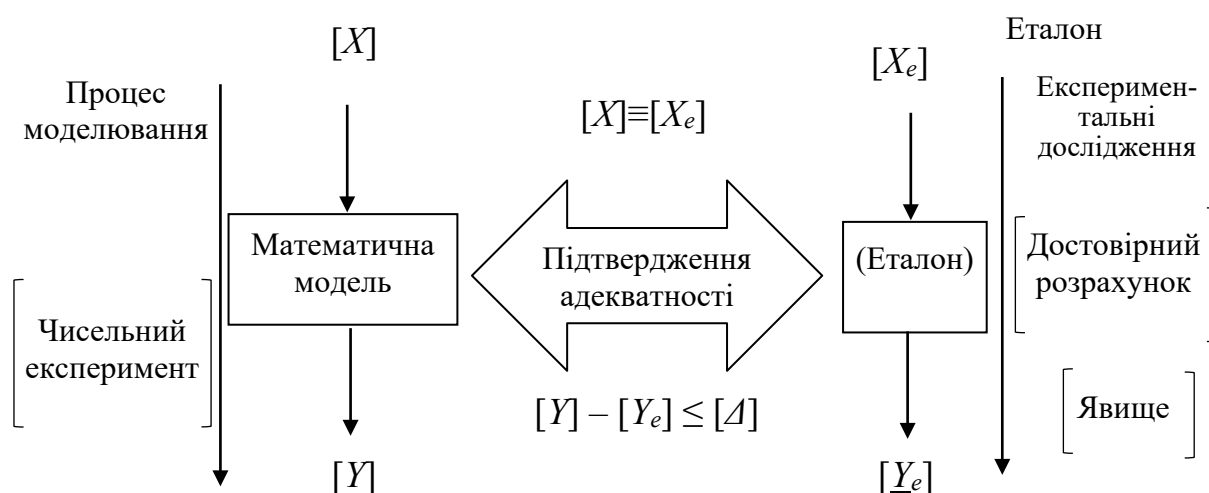 [X]
Еталон
[Xₑ]
Процес
моделювання
[X]≡[Xₑ]
Експеримен-
тальні
дослідження
Математична
модель
Підтвердження
адекватності
(Еталон)
Достовірний
розрахунок
Чисельний
експеримент
[Y] – [Yₑ] ≤ [Δ]
Явище
[Y]
[Yₑ]